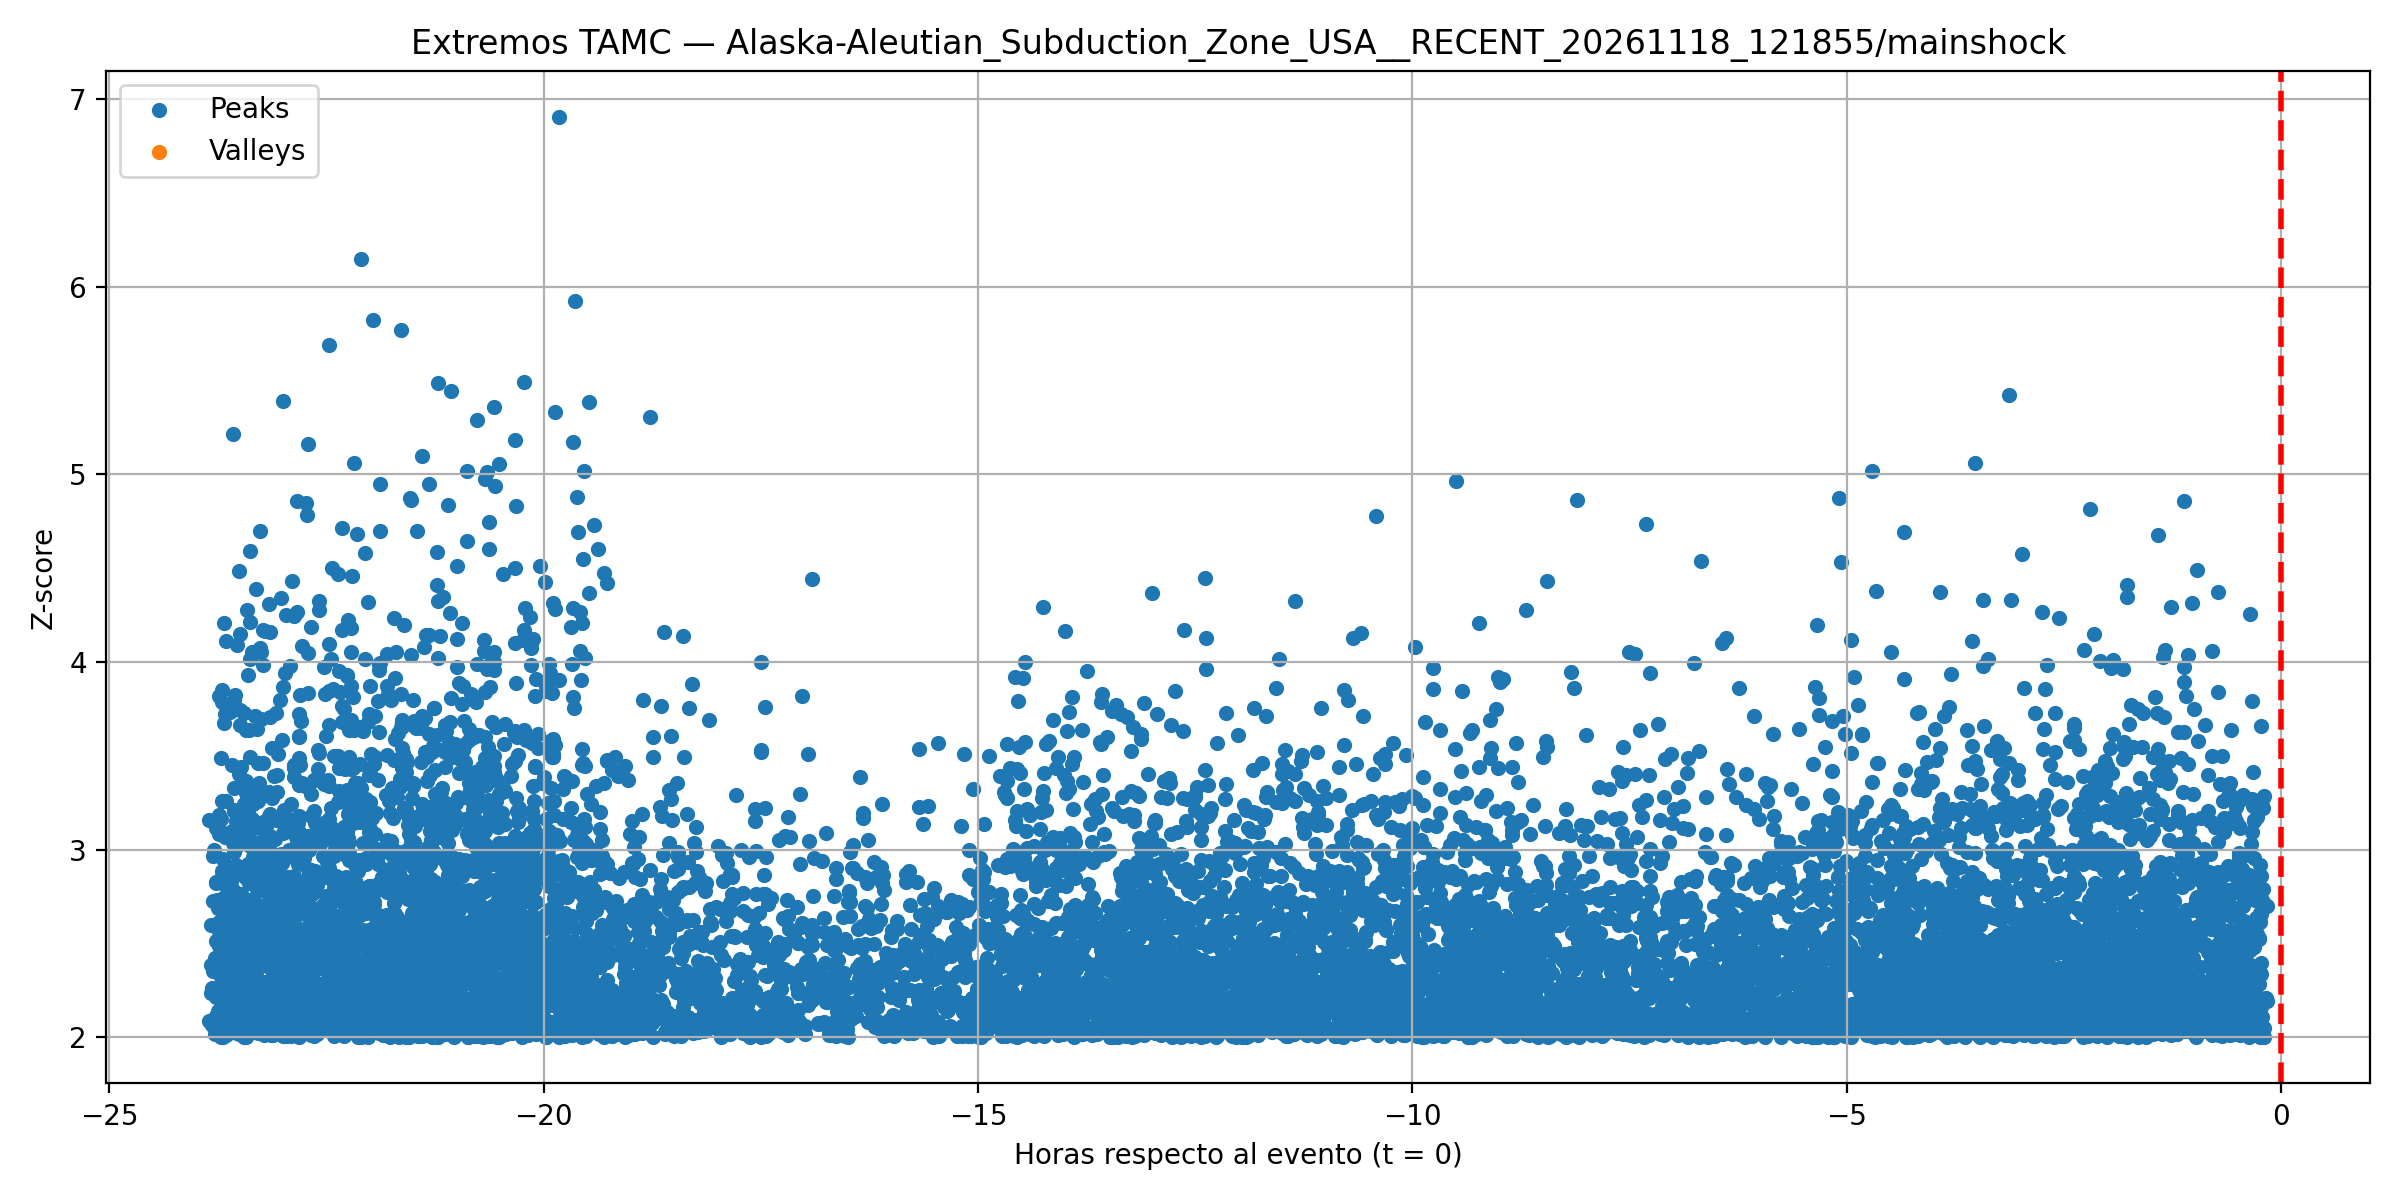 Extremos TAMC — Alaska-Aleutian_Subduction_Zone_USA__RECENT_20261118_121855/mainshock
Peaks
Valleys
Z-score
7
6
5
4
3
2
−25
−20
−15
−10
−5
0
Horas respecto al evento (t = 0)